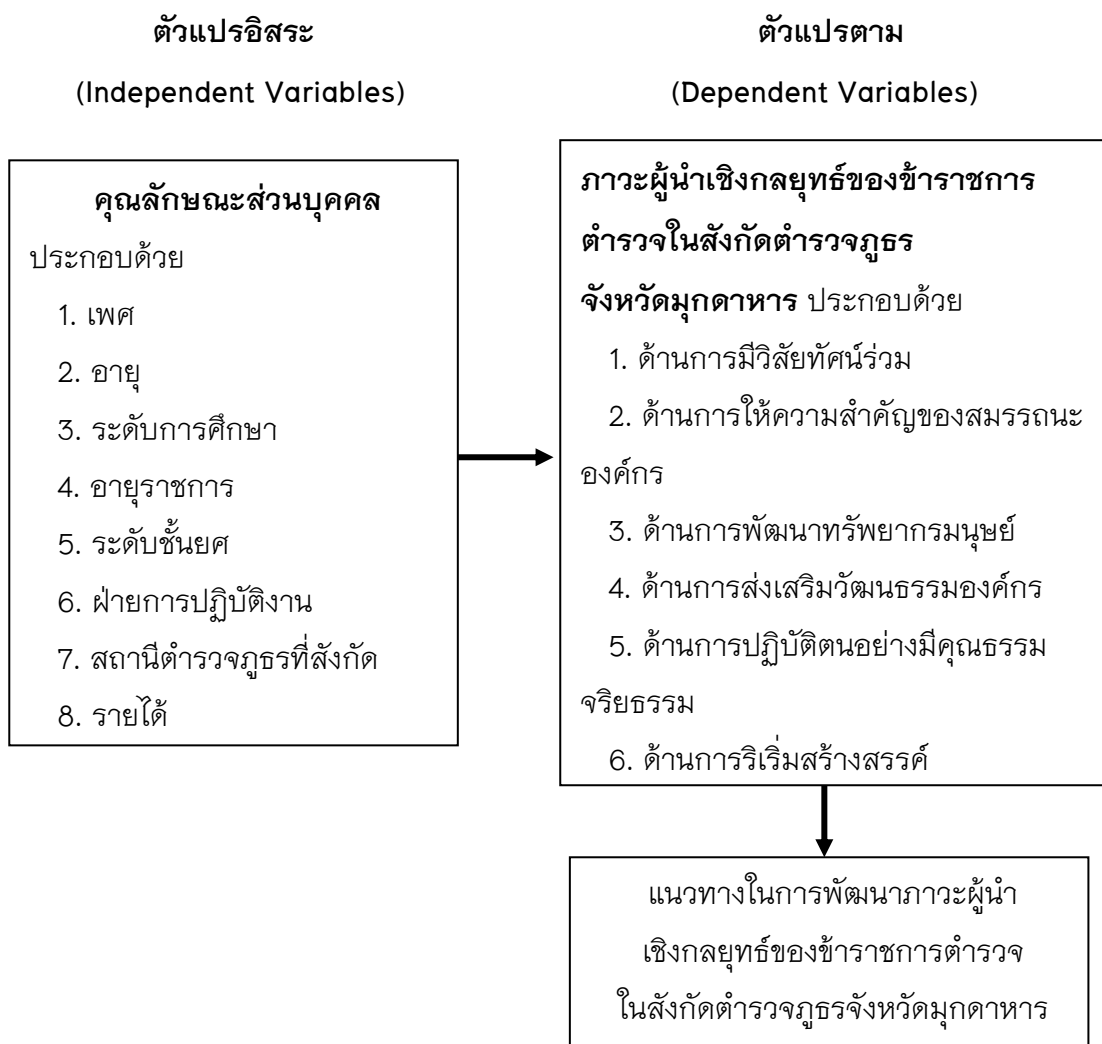 ตัวแปรอิสระ
(Independent Variables)
คุณลักษณะส่วนบุคคล
ประกอบด้วย
1. เพศ
2. อายุ
3. ระดับการศึกษา
4. อายุราชการ
5. ระดับชั้นยศ
6. ฝ่ายการปฏิบัติงาน
7. สถานีตำรวจภูธรที่สังกัด
8. รายได้
ตัวแปรตาม
(Dependent Variables)
ภาวะผู้นำเชิงกลยุทธ์ของข้าราชการ
ตำรวจในสังกัดตำรวจภูธร
จังหวัดมุกดาหาร ประกอบด้วย
1. ด้านการมีวิสัยทัศน์ร่วม
2. ด้านการให้ความสำคัญของสมรรถนะ
องค์กร
3. ด้านการพัฒนาทรัพยากรมนุษย์
4. ด้านการส่งเสริมวัฒนธรรมองค์กร
5. ด้านการปฏิบัติตนอย่างมีคุณธรรม
จริยธรรม
6. ด้านการริเริ่มสร้างสรรค์
แนวทางในการพัฒนาภาวะผู้นำ
เชิงกลยุทธ์ของข้าราชการตำรวจ
ในสังกัดตำรวจภูธรจังหวัดมุกดาหาร